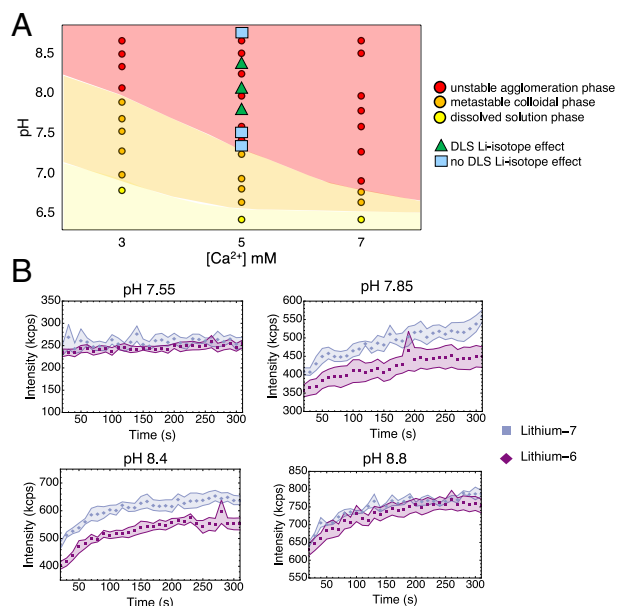 A
8.5
8.0
7.5
7.0
6.5
pH
3
5
7
[Ca²⁺] mM
unstable agglomeration phase
metastable colloidal phase
dissolved solution phase
DLS Li-isotope effect
no DLS Li-isotope effect
B
pH 7.55
Intensity (kcps)
350
300
250
200
150
100
50
100
150
200
250
300
Time (s)
pH 7.85
Intensity (kcps)
600
550
500
450
400
350
300
50
100
150
200
250
300
Time (s)
pH 8.4
Intensity (kcps)
700
600
500
400
50
100
150
200
250
300
Time (s)
pH 8.8
Intensity (kcps)
850
800
750
700
650
600
550
50
100
150
200
250
300
Time (s)
Lithium–7
Lithium–6